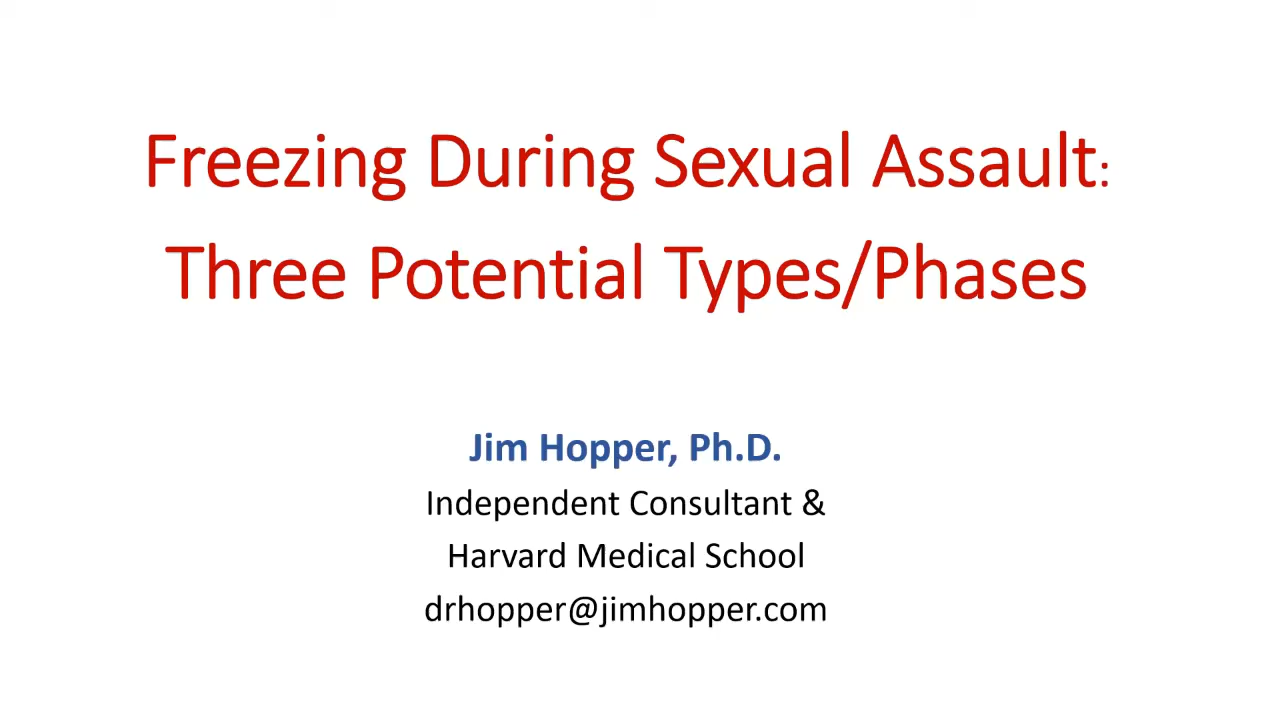 Freezing During Sexual Assault:
Three Potential Types/Phases
Jim Hopper, Ph.D.
Independent Consultant &
Harvard Medical School
drhopper@jimhopper.com